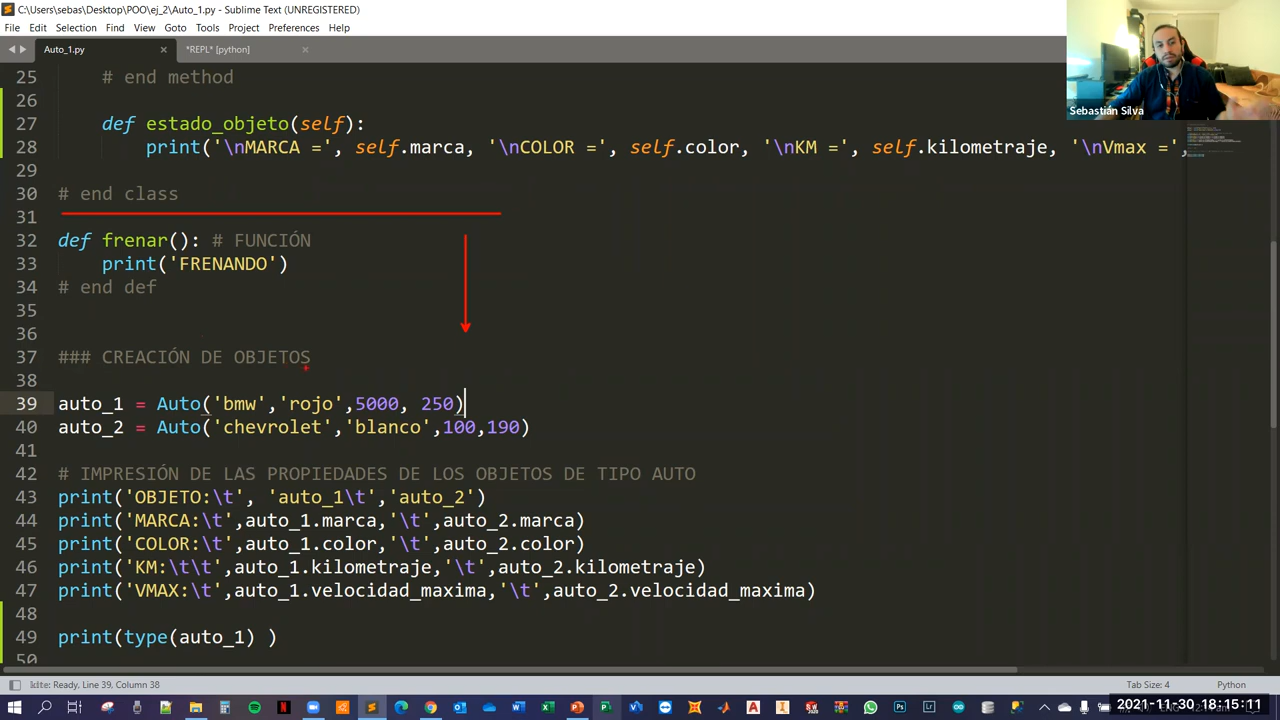 C:\Users\sebas\Desktop\POO\ej_2\Auto_1.py - Sublime Text (UNREGISTERED)
File Edit Selection Find View Goto Tools Project Preferences Help
Auto_1.py × *REPL* [python] ×
Sebastián Silva
25 # end method
26
27 def estado_objeto(self):
28 print('\nMARCA =', self.marca, '\nCOLOR =', self.color, '\nKM =', self.kilometraje, '\nVmax =',
29
30 # end class
31
32 def frenar(): # FUNCIÓN
33 print('FRENANDO')
34 # end def
35
36
37 ### CREACIÓN DE OBJETOS
38
39 auto_1 = Auto('bmw','rojo',5000, 250)
40 auto_2 = Auto('chevrolet','blanco',100,190)
41
42 # IMPRESIÓN DE LAS PROPIEDADES DE LOS OBJETOS DE TIPO AUTO
43 print('OBJETO:\t', 'auto_1\t','auto_2')
44 print('MARCA:\t',auto_1.marca,'\t',auto_2.marca)
45 print('COLOR:\t',auto_1.color,'\t',auto_2.color)
46 print('KM:\t\t',auto_1.kilometraje,'\t',auto_2.kilometraje)
47 print('VMAX:\t',auto_1.velocidad_maxima,'\t',auto_2.velocidad_maxima)
48
49 print(type(auto_1) )
50
Ready, Line 39, Column 38 Tab Size: 4 Python
2021-11-30 18:15:11